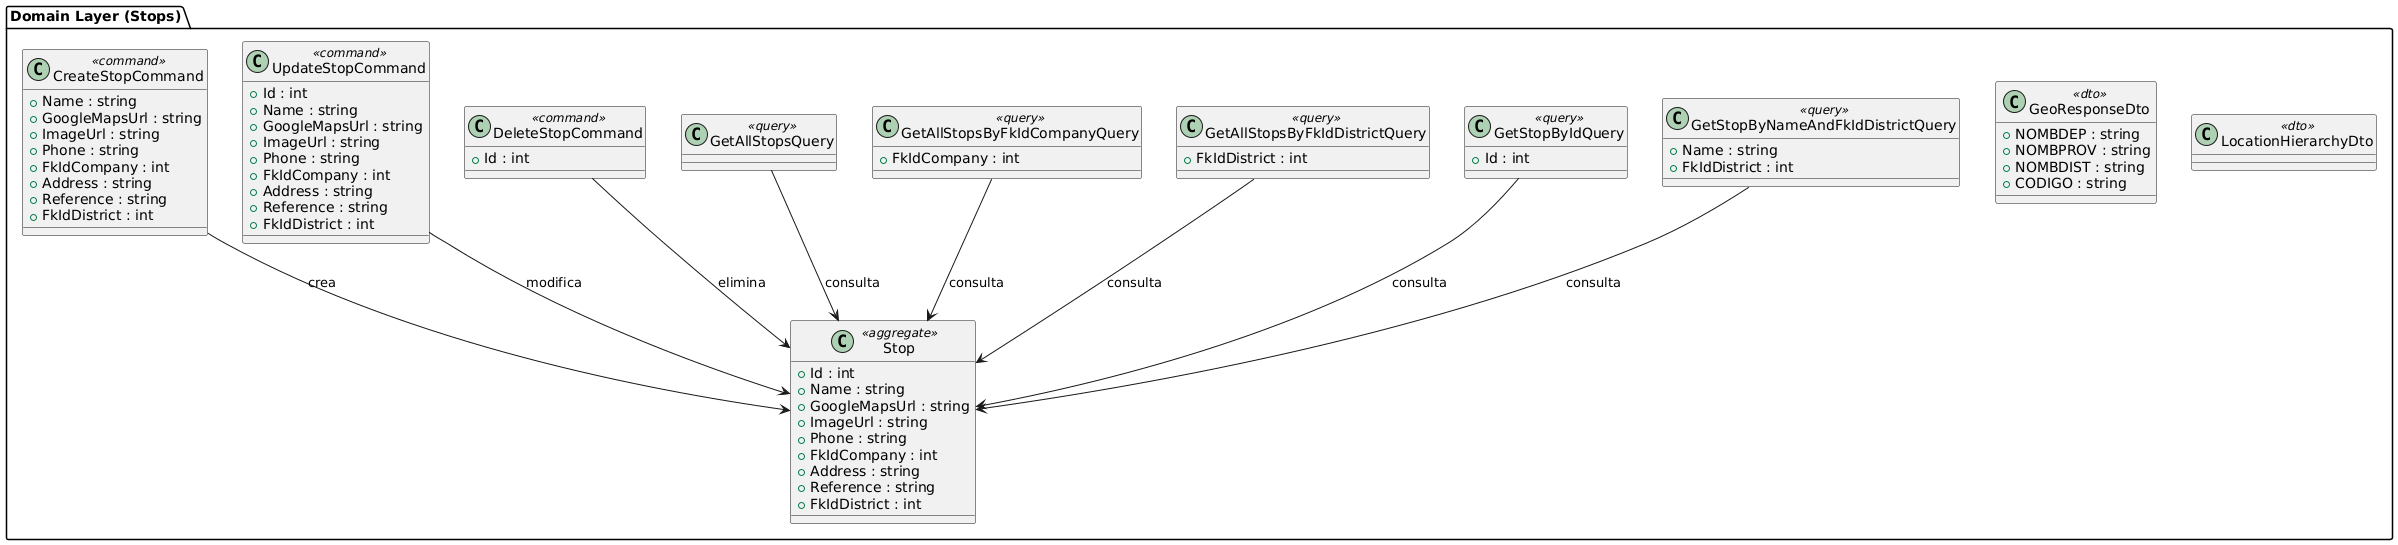 Domain Layer (Stops)
C
«command»
CreateStopCommand
Name : string
GoogleMapsUrl : string
ImageUrl : string
Phone : string
FkIdCompany : int
Address : string
Reference : string
FkIdDistrict : int
C
«command»
UpdateStopCommand
Id : int
Name : string
GoogleMapsUrl : string
ImageUrl : string
Phone : string
FkIdCompany : int
Address : string
Reference : string
FkIdDistrict : int
C
«command»
DeleteStopCommand
Id : int
C
«query»
GetAllStopsQuery
C
«query»
GetAllStopsByFkIdCompanyQuery
FkIdCompany : int
C
«query»
GetAllStopsByFkIdDistrictQuery
FkIdDistrict : int
C
«query»
GetStopByIdQuery
Id : int
C
«query»
GetStopByNameAndFkIdDistrictQuery
Name : string
FkIdDistrict : int
C
«dto»
GeoResponseDto
NOMBDEP : string
NOMBPROV : string
NOMBDIST : string
CODIGO : string
C
«dto»
LocationHierarchyDto
crea
modifica
elimina
consulta
consulta
consulta
consulta
consulta
C
«aggregate»
Stop
Id : int
Name : string
GoogleMapsUrl : string
ImageUrl : string
Phone : string
FkIdCompany : int
Address : string
Reference : string
FkIdDistrict : int